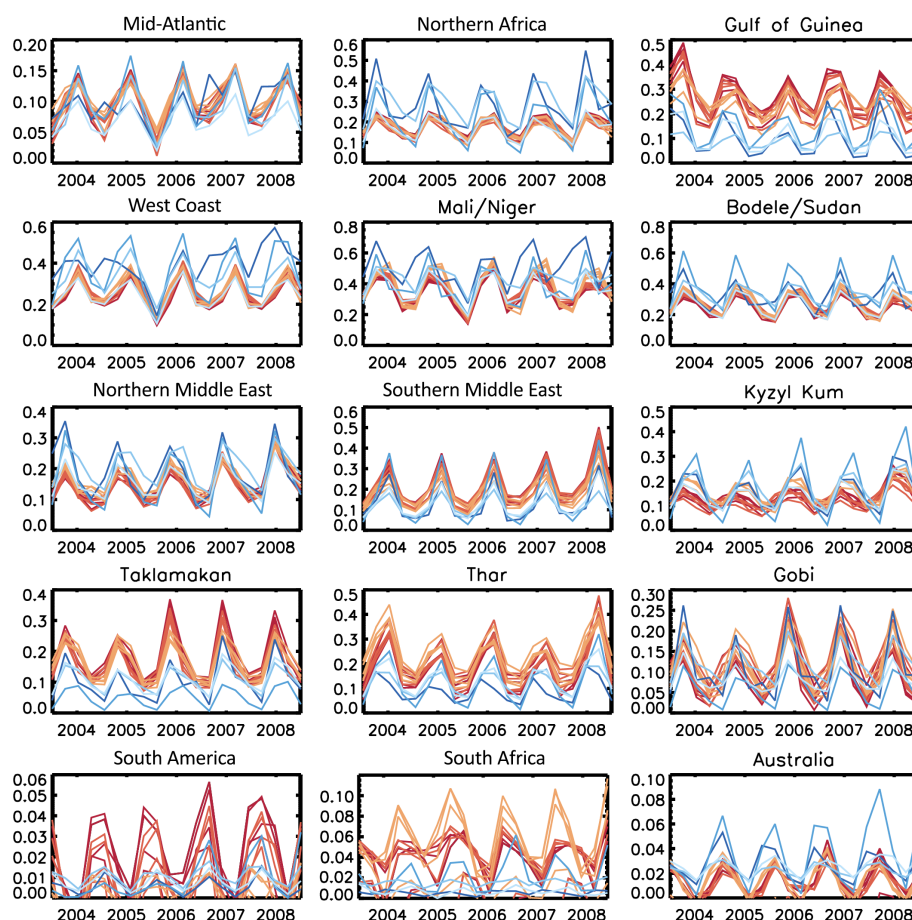 Mid-Atlantic
0.20
0.15
0.10
0.05
0.00
2004 2005 2006 2007 2008
Northern Africa
0.6
0.5
0.4
0.3
0.2
0.1
0.0
2004 2005 2006 2007 2008
Gulf of Guinea
0.5
0.4
0.3
0.2
0.1
0.0
2004 2005 2006 2007 2008
West Coast
0.6
0.4
0.2
0.0
2004 2005 2006 2007 2008
Mali/Niger
0.8
0.6
0.4
0.2
0.0
2004 2005 2006 2007 2008
Bodele/Sudan
0.8
0.6
0.4
0.2
0.0
2004 2005 2006 2007 2008
Northern Middle East
0.4
0.3
0.2
0.1
0.0
2004 2005 2006 2007 2008
Southern Middle East
0.6
0.5
0.4
0.3
0.2
0.1
0.0
2004 2005 2006 2007 2008
Kyzyl Kum
0.5
0.4
0.3
0.2
0.1
0.0
2004 2005 2006 2007 2008
Taklamakan
0.4
0.3
0.2
0.1
0.0
2004 2005 2006 2007 2008
Thar
0.5
0.4
0.3
0.2
0.1
0.0
2004 2005 2006 2007 2008
Gobi
0.30
0.25
0.20
0.15
0.10
0.05
0.00
2004 2005 2006 2007 2008
South America
0.06
0.05
0.04
0.03
0.02
0.01
0.00
2004 2005 2006 2007 2008
South Africa
0.10
0.08
0.06
0.04
0.02
0.00
2004 2005 2006 2007 2008
Australia
0.10
0.08
0.06
0.04
0.02
0.00
2004 2005 2006 2007 2008